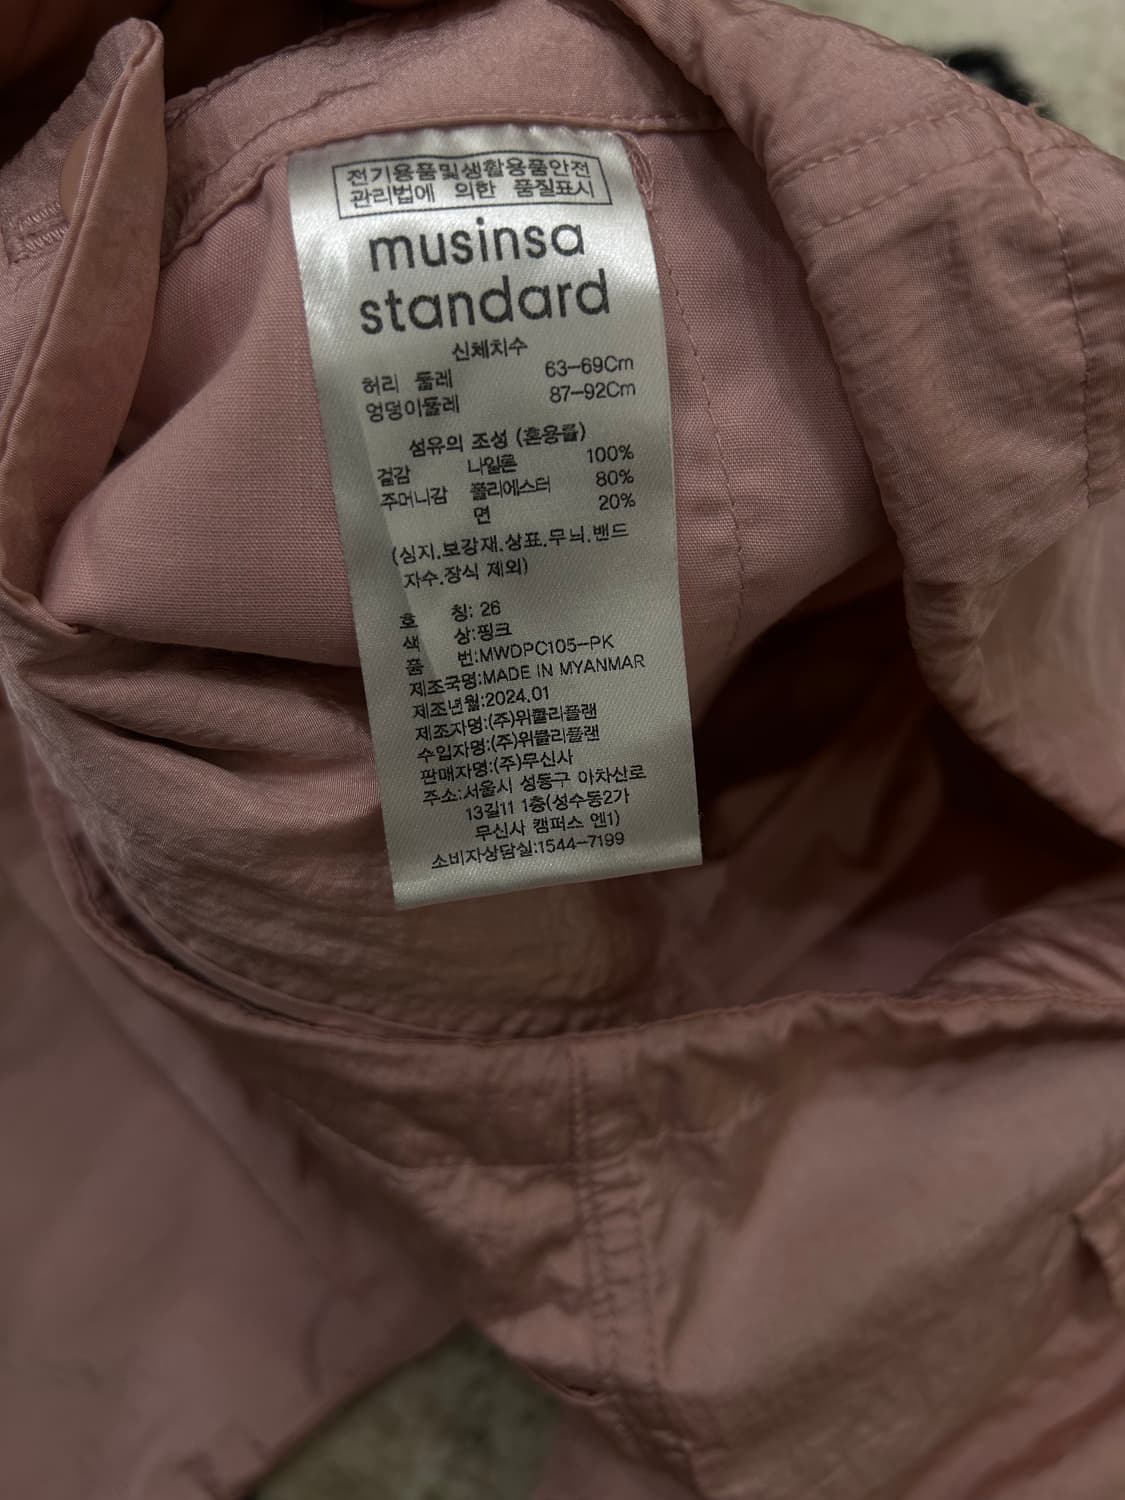 전기용품및생활용품안전
관리법에 의한 품질표시
musinsa
standard
신체치수
허리 둘레 63-69Cm
엉덩이둘레 87-92Cm
섬유의 조성 (혼용률)
겉감 나일론 100%
주머니감 폴리에스터 80%
면 20%
(심지.보강재.상표.무늬.밴드
자수.장식 제외)
호 칭: 26
색 상:핑크
품 번:MWDPC105-PK
제조국명:MADE IN MYANMAR
제조년월:2024.01
제조자명:(주)위클리플랜
수입자명:(주)위클리플랜
판매자명:(주)무신사
주소:서울시 성동구 아차산로
13길11 1층(성수동2가
무신사 캠퍼스 엔1)
소비자상담실:1544-7199